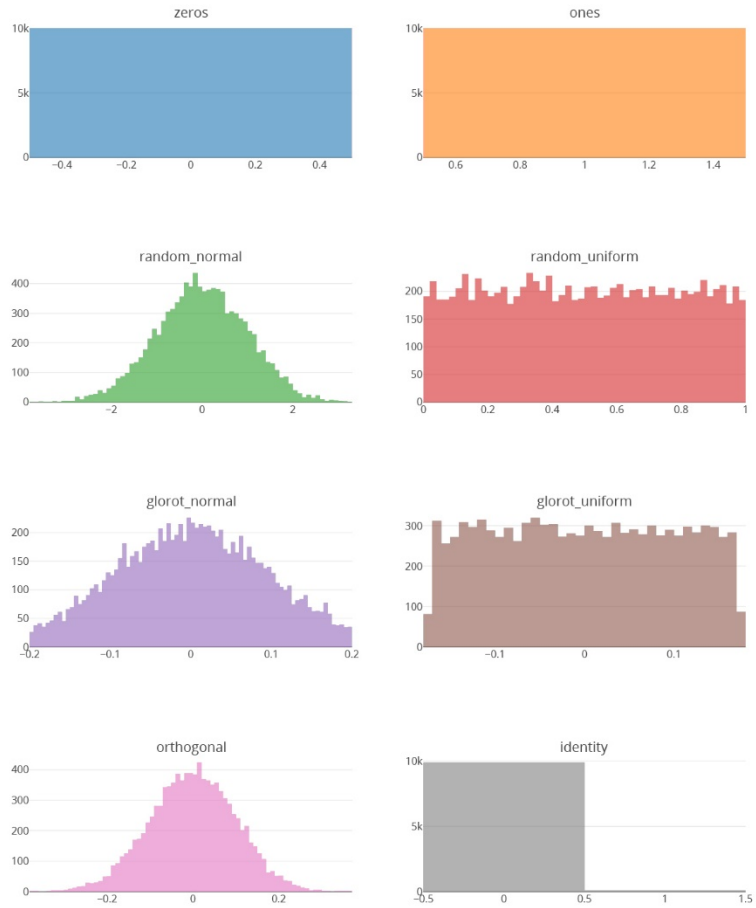 zeros
10k
5k
0
−0.4 −0.2 0 0.2 0.4
ones
10k
5k
0
0.6 0.8 1 1.2 1.4
random_normal
400
300
200
100
0
−2 0 2
random_uniform
200
150
100
50
0
0 0.2 0.4 0.6 0.8 1
glorot_normal
200
150
100
50
0
−0.2 −0.1 0 0.1 0.2
glorot_uniform
300
200
100
0
−0.1 0 0.1
orthogonal
400
300
200
100
0
−0.2 0 0.2
identity
10k
5k
0
−0.5 0 0.5 1 1.5